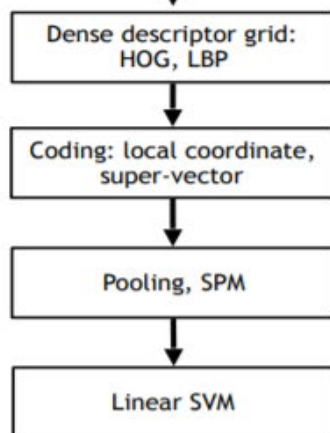 Dense descriptor grid:
HOG, LBP
Coding: local coordinate,
super-vector
Pooling, SPM
Linear SVM